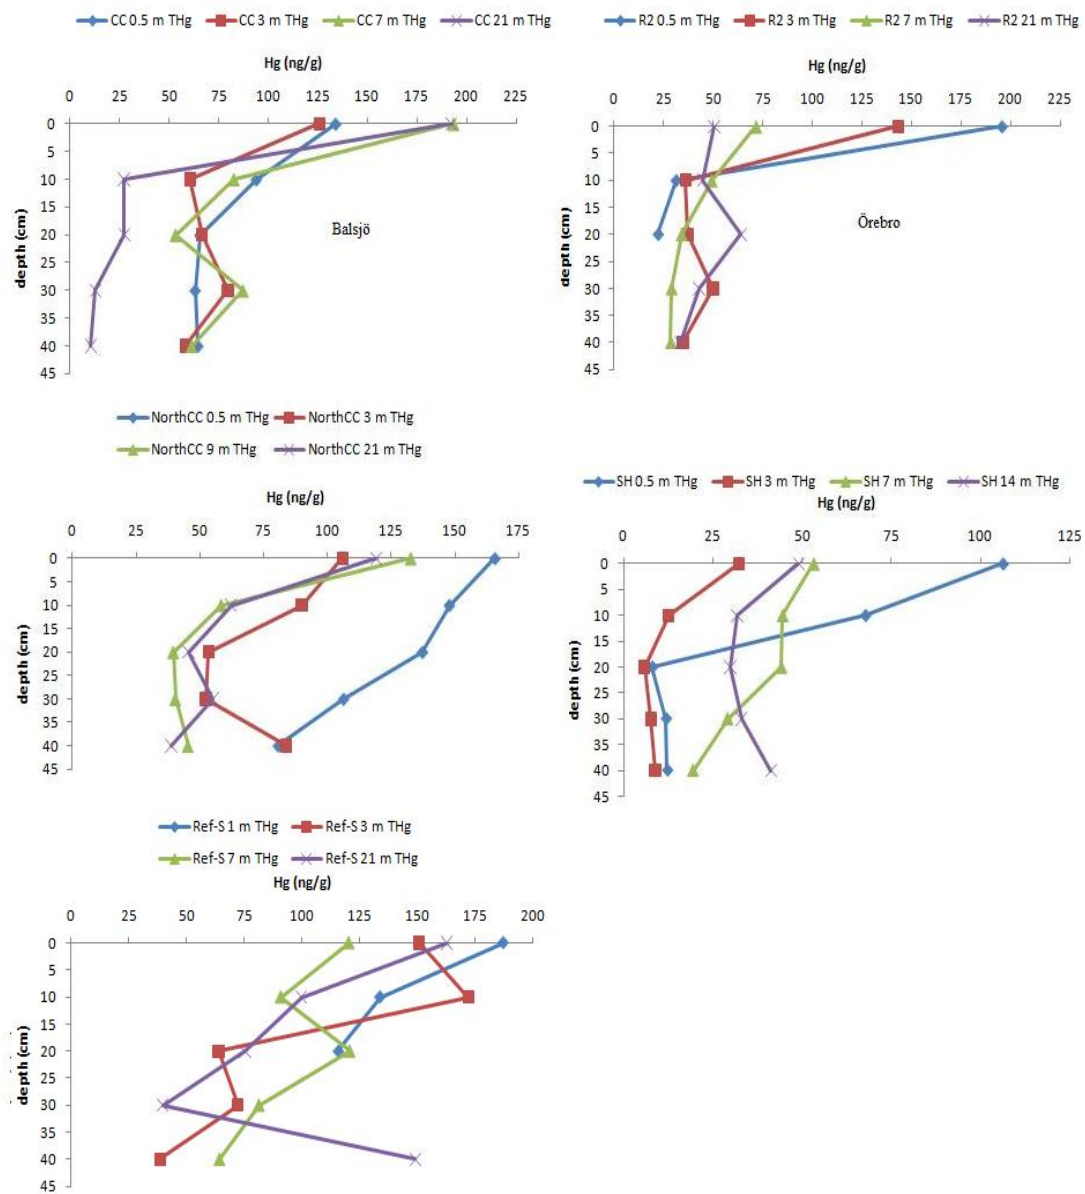 CC 0.5 m THg CC 3 m THg CC 7 m THg CC 21 m THg
Hg (ng/g)
0 25 50 75 100 125 150 175 200 225
0
5
10
15
20
25
30
35
40
45
depth (cm)
Balsjö
R2 0.5 m THg R2 3 m THg R2 7 m THg R2 21 m THg
Hg (ng/g)
0 25 50 75 100 125 150 175 200 225
0
5
10
15
20
25
30
35
40
45
depth (cm)
Örebro
NorthCC 0.5 m THg NorthCC 3 m THg
NorthCC 9 m THg NorthCC 21 m THg
Hg (ng/g)
0 25 50 75 100 125 150 175
0
5
10
15
20
25
30
35
40
45
depth (cm)
SH 0.5 m THg SH 3 m THg SH 7 m THg SH 14 m THg
Hg (ng/g)
0 25 50 75 100 125
0
5
10
15
20
25
30
35
40
45
depth (cm)
Ref-S 1 m THg Ref-S 3 m THg
Ref-S 7 m THg Ref-S 21 m THg
Hg (ng/g)
0 25 50 75 100 125 150 175 200
0
5
10
15
20
25
30
35
40
45
depth (cm)